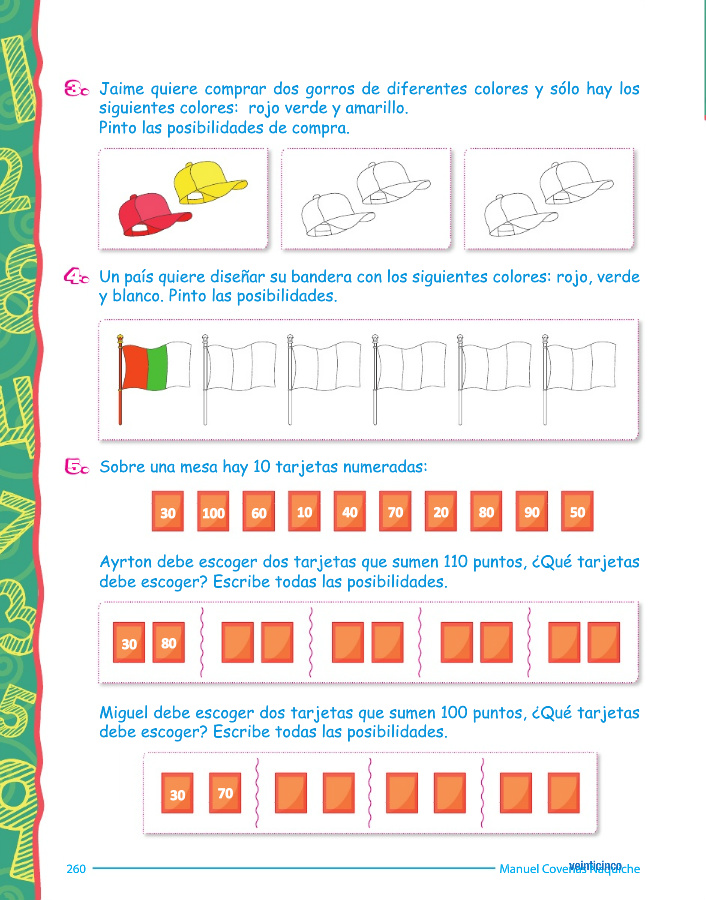 3. Jaime quiere comprar dos gorros de diferentes colores y sólo hay los
siguientes colores: rojo verde y amarillo.
Pinto las posibilidades de compra.
4. Un país quiere diseñar su bandera con los siguientes colores: rojo, verde
y blanco. Pinto las posibilidades.
5. Sobre una mesa hay 10 tarjetas numeradas:
30 100 60 10 40 70 20 80 90 50
Ayrton debe escoger dos tarjetas que sumen 110 puntos, ¿Qué tarjetas
debe escoger? Escribe todas las posibilidades.
30 80
Miguel debe escoger dos tarjetas que sumen 100 puntos, ¿Qué tarjetas
debe escoger? Escribe todas las posibilidades.
30 70
260
Manuel Coveñas Naquiche
veinticinco